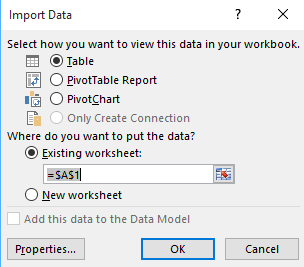 Import Data
Select how you want to view this data in your workbook.
Table
PivotTable Report
PivotChart
Only Create Connection
Where do you want to put the data?
Existing worksheet:
=$A$1
New worksheet
Add this data to the Data Model
Properties...
OK
Cancel